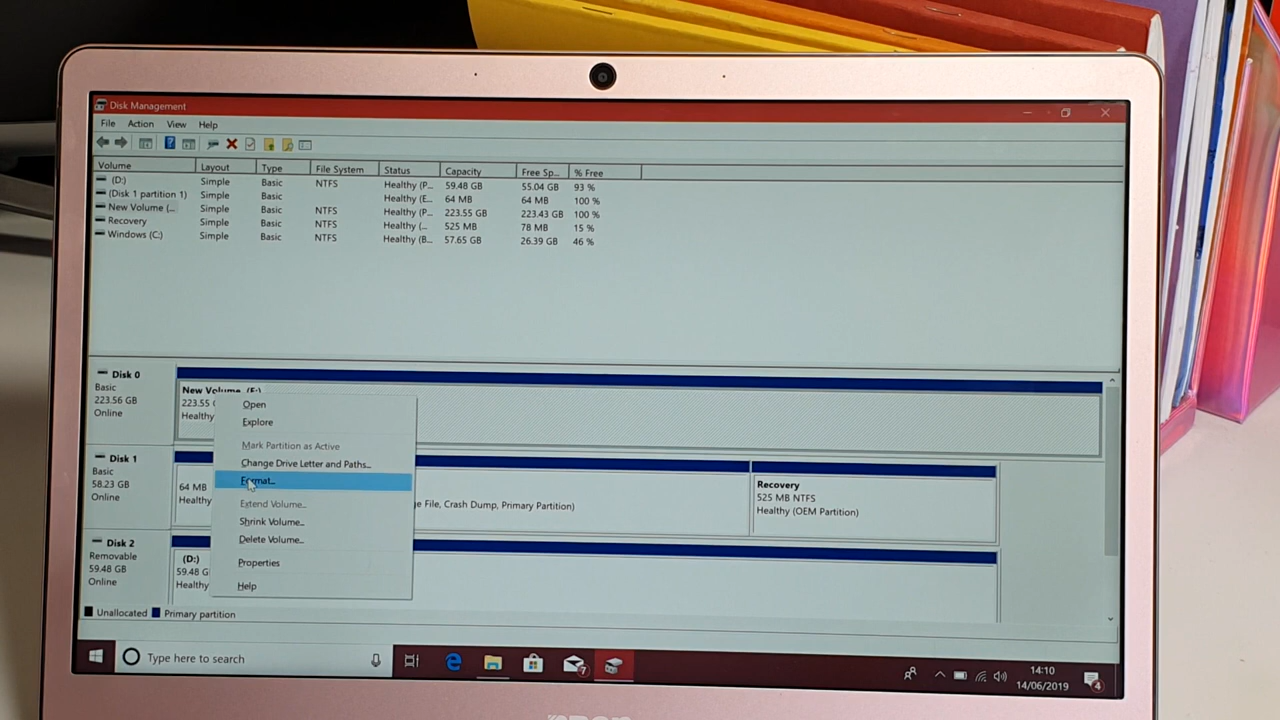 Disk Management
File Action View Help
Volume Layout Type File System Status Capacity Free Sp... % Free
(D:) Simple Basic NTFS Healthy (P... 59.48 GB 55.04 GB 93 %
(Disk 1 partition 1) Simple Basic Healthy (E... 64 MB 64 MB 100 %
New Volume (... Simple Basic NTFS Healthy (P... 223.55 GB 223.43 GB 100 %
Recovery Simple Basic NTFS Healthy (... 525 MB 78 MB 15 %
Windows (C:) Simple Basic NTFS Healthy (B... 57.65 GB 26.39 GB 46 %
Disk 0
Basic
223.56 GB
Online
New Volume (E:)
223.55
Healthy
Open
Explore
Mark Partition as Active
Change Drive Letter and Paths...
Format...
Extend Volume...
Shrink Volume...
Delete Volume...
Properties
Help
Disk 1
Basic
58.23 GB
Online
64 MB
Healthy
e File, Crash Dump, Primary Partition)
Recovery
525 MB NTFS
Healthy (OEM Partition)
Disk 2
Removable
59.48 GB
Online
(D:)
59.48 G
Healthy
Unallocated Primary partition
Type here to search
7
14:10
14/06/2019
4